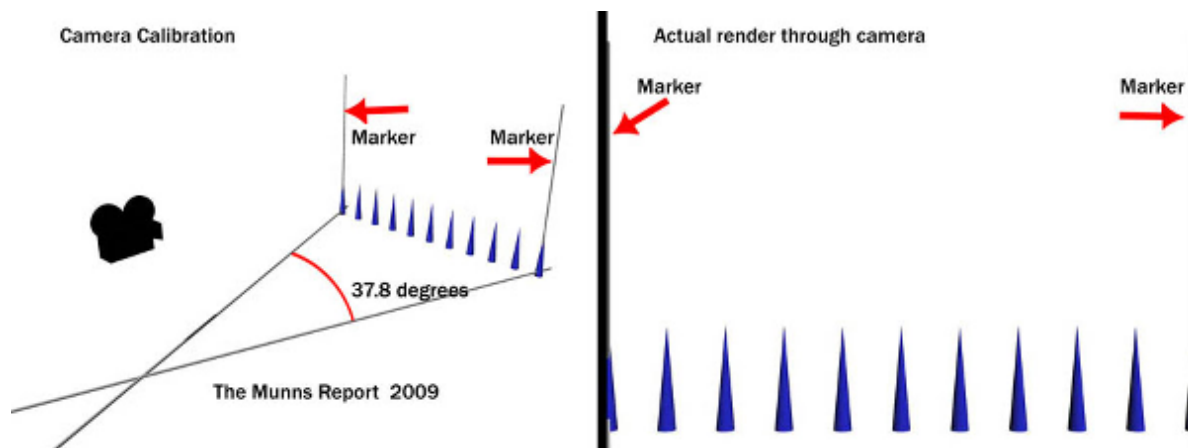 Camera Calibration
Marker
Marker
37.8 degrees
The Munns Report 2009
Actual render through camera
Marker
Marker